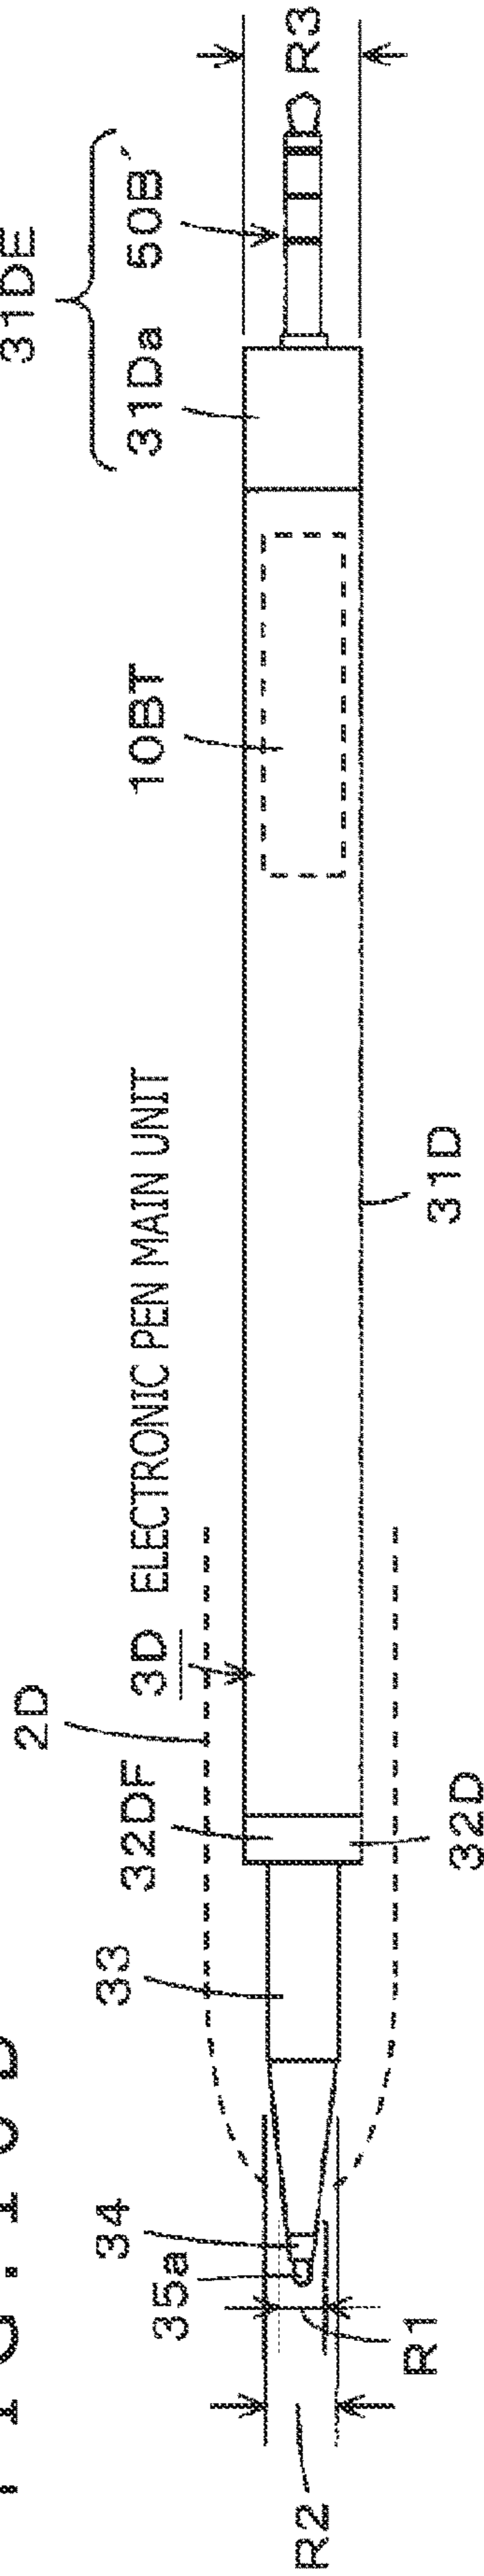 31DE
2D
35a
34
33
32DF
3D ELECTRONIC PEN MAIN UNIT
10BT
31Da
50B´
R3
R2
R1
32D
31D